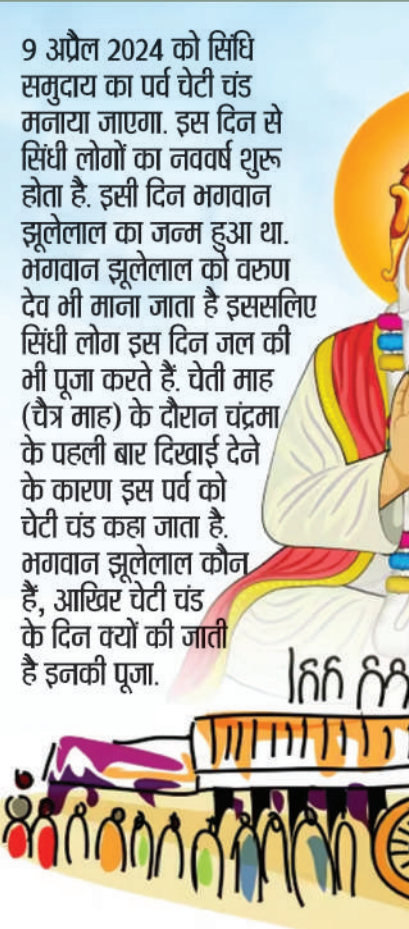 9 अप्रैल 2024 को सिंधि
समुदाय का पर्व चेटी चंड
मनाया जाएगा. इस दिन से
सिंधी लोगों का नववर्ष शुरू
होता है. इसी दिन भगवान
झूलेलाल का जन्म हुआ था.
भगवान झूलेलाल को वरुण
देव भी माना जाता है इससलिए
सिंधी लोग इस दिन जल की
भी पूजा करते हैं. चेती माह
(चैत्र माह) के दौरान चंद्रमा
के पहली बार दिखाई देने
के कारण इस पर्व को
चेटी चंड कहा जाता है.
भगवान झूलेलाल कौन
हैं, आखिर चेटी चंड
के दिन क्यों की जाती
है इनकी पूजा.